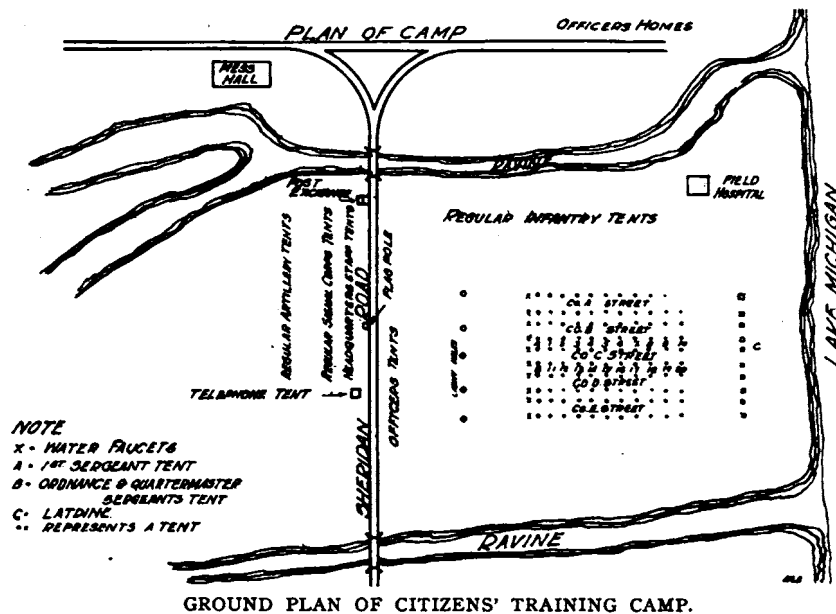 PLAN OF CAMP
OFFICERS HOMES
MESS
HALL
RAVINE
POST
EXCHANGE
FIELD
HOSPITAL
REGULAR INFANTRY TENTS
LAKE MICHIGAN
REGULAR ARTILLERY TENTS
REGULAR SIGNAL CORPS TENTS
HEADQUARTERS STAFF TENTS
SHERIDAN ROAD
FLAG POLE
OFFICERS TENTS
LIGHT POLES
CO. A STREET
CO. B STREET
CO. C STREET
CO. D STREET
CO. E STREET
C
TELEPHONE TENT
NOTE
X - WATER FAUCETS
A - 1ST SERGEANT TENT
B - ORDNANCE & QUARTERMASTER
SERGEANTS TENT
C - LATDINE
▫▫ REPRESENTS A TENT
RAVINE
GROUND PLAN OF CITIZENS' TRAINING CAMP.